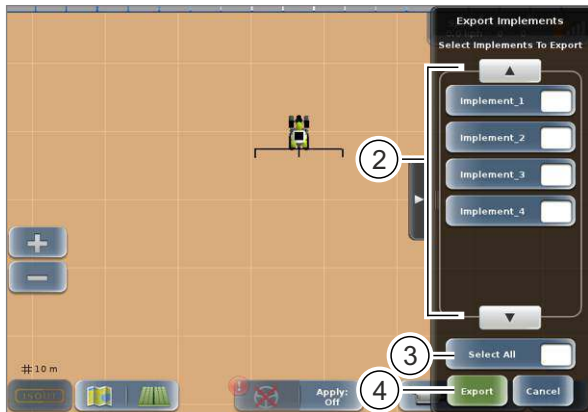 Export Implements
Select Implements To Export
▲
Implement_1
Implement_2
2
Implement_3
Implement_4
+
−
▼
10 m
3
Select All
Apply:
Off
4
Export
Cancel